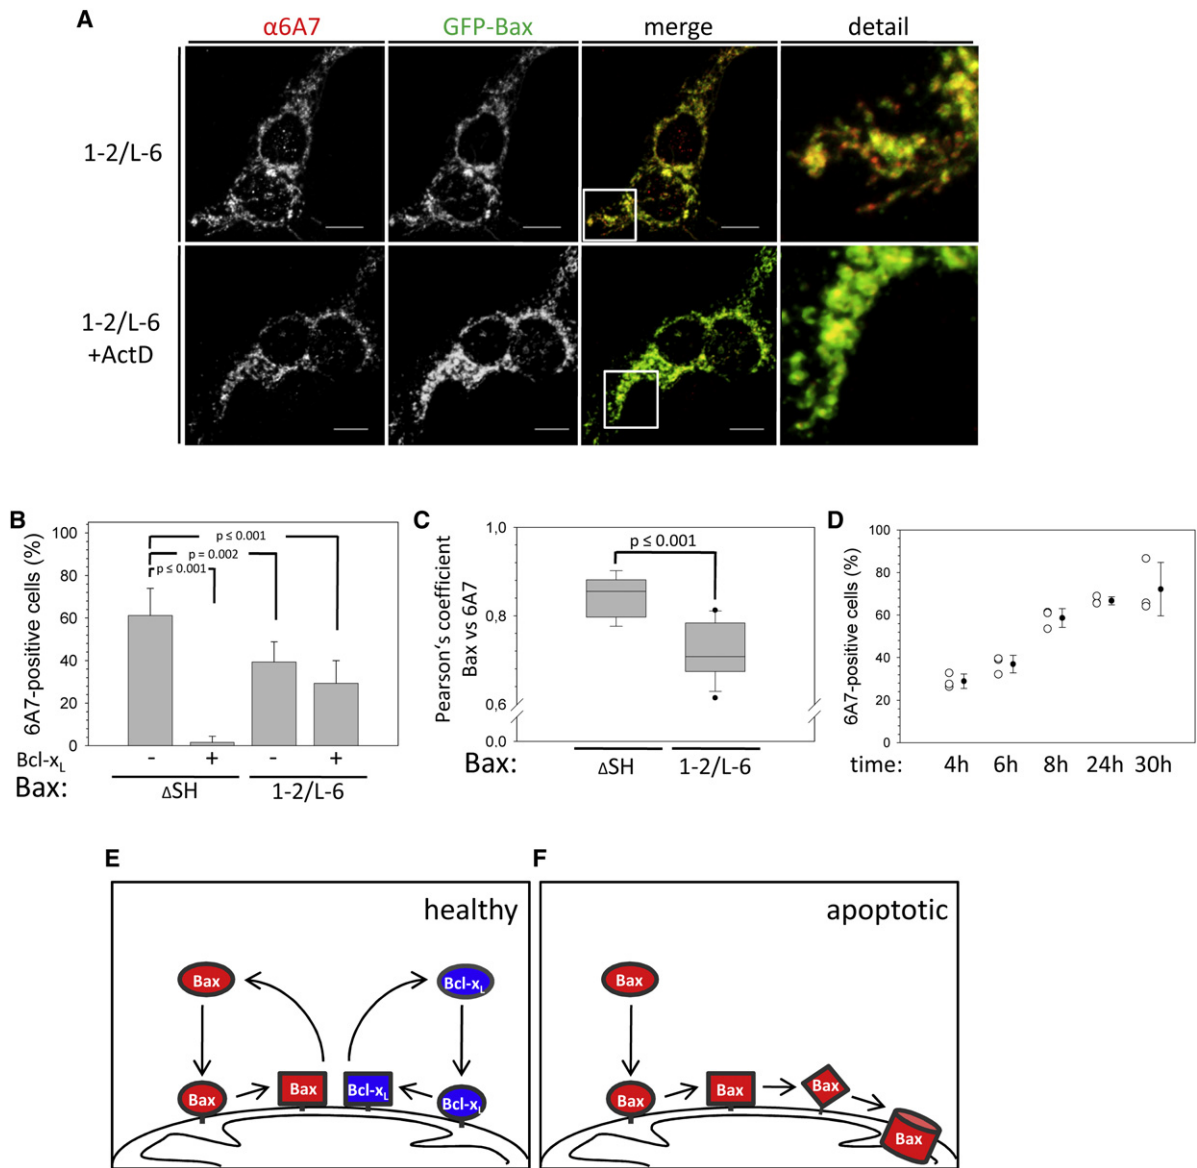 A
α6A7
GFP-Bax
merge
detail
1-2/L-6
1-2/L-6
+ActD
B
6A7-positive cells (%)
100
80
60
40
20
0
p ≤ 0.001
p = 0.002
p ≤ 0.001
Bcl-xL
- + - +
Bax:
ΔSH
1-2/L-6
C
Pearson's coefficient
Bax vs 6A7
1,0
0,8
0,6
0.0
p ≤ 0.001
Bax:
ΔSH
1-2/L-6
D
6A7-positive cells (%)
100
80
60
40
20
0
time: 4h 6h 8h 24h 30h
E
healthy
Bax
Bcl-xL
Bax
Bax
Bcl-xL
Bcl-xL
F
apoptotic
Bax
Bax
Bax
Bax
Bax